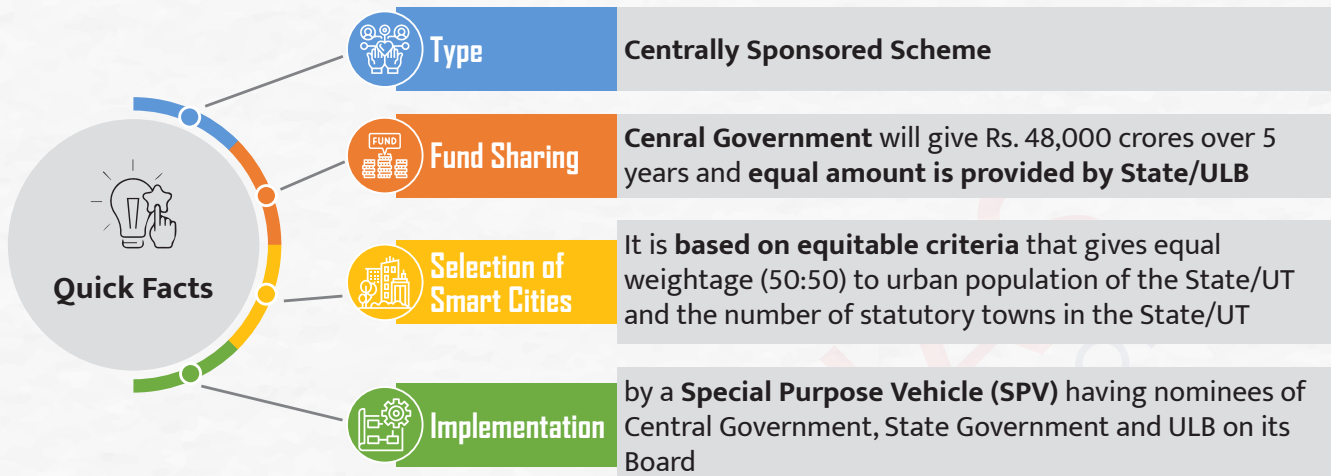 Quick Facts
Type
Centrally Sponsored Scheme
FUND
Fund Sharing
Cenral Government will give Rs. 48,000 crores over 5
years and equal amount is provided by State/ULB
Selection of
Smart Cities
It is based on equitable criteria that gives equal
weightage (50:50) to urban population of the State/UT
and the number of statutory towns in the State/UT
Implementation
by a Special Purpose Vehicle (SPV) having nominees of
Central Government, State Government and ULB on its
Board